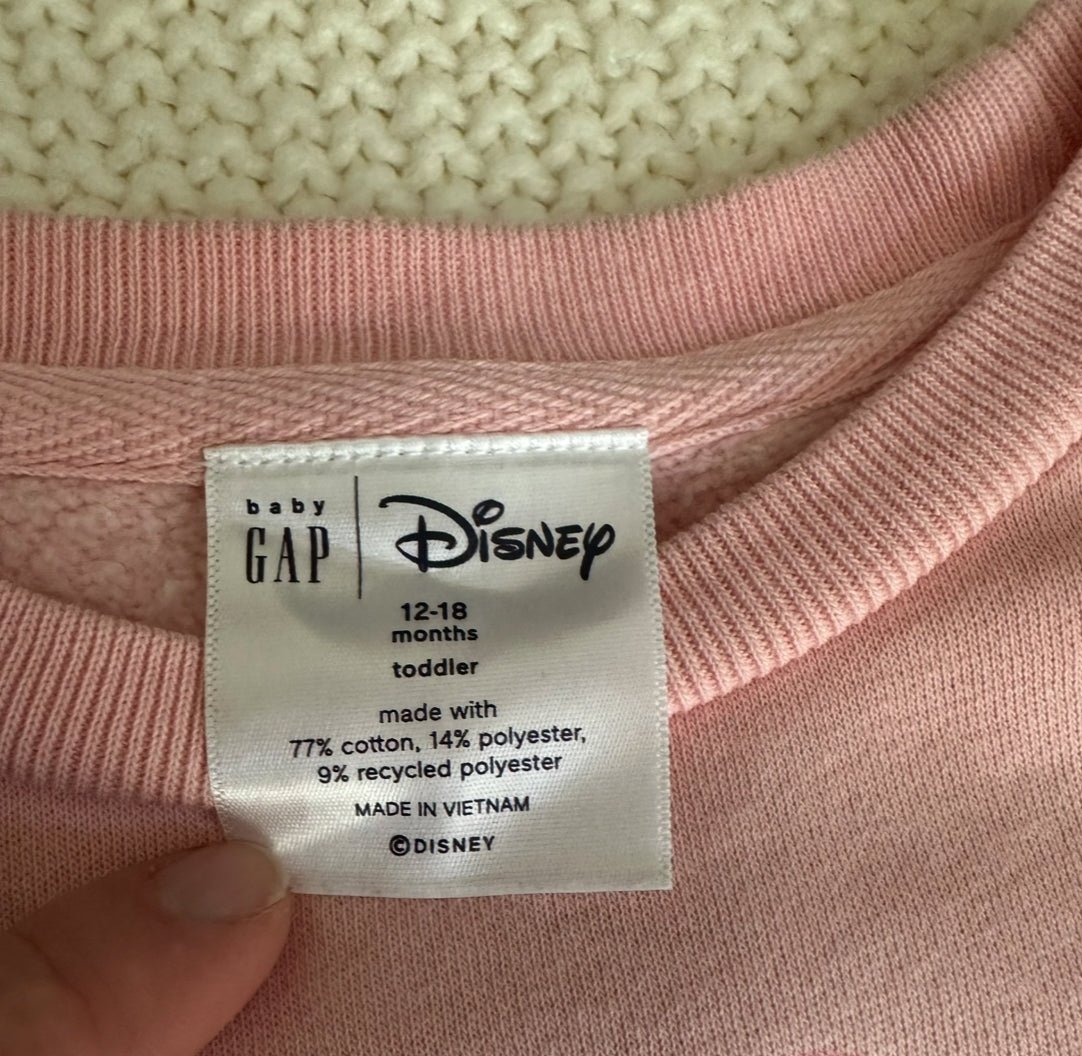 baby
GAP
Disney
12-18
months
toddler
made with
77% cotton, 14% polyester,
9% recycled polyester
MADE IN VIETNAM
©DISNEY